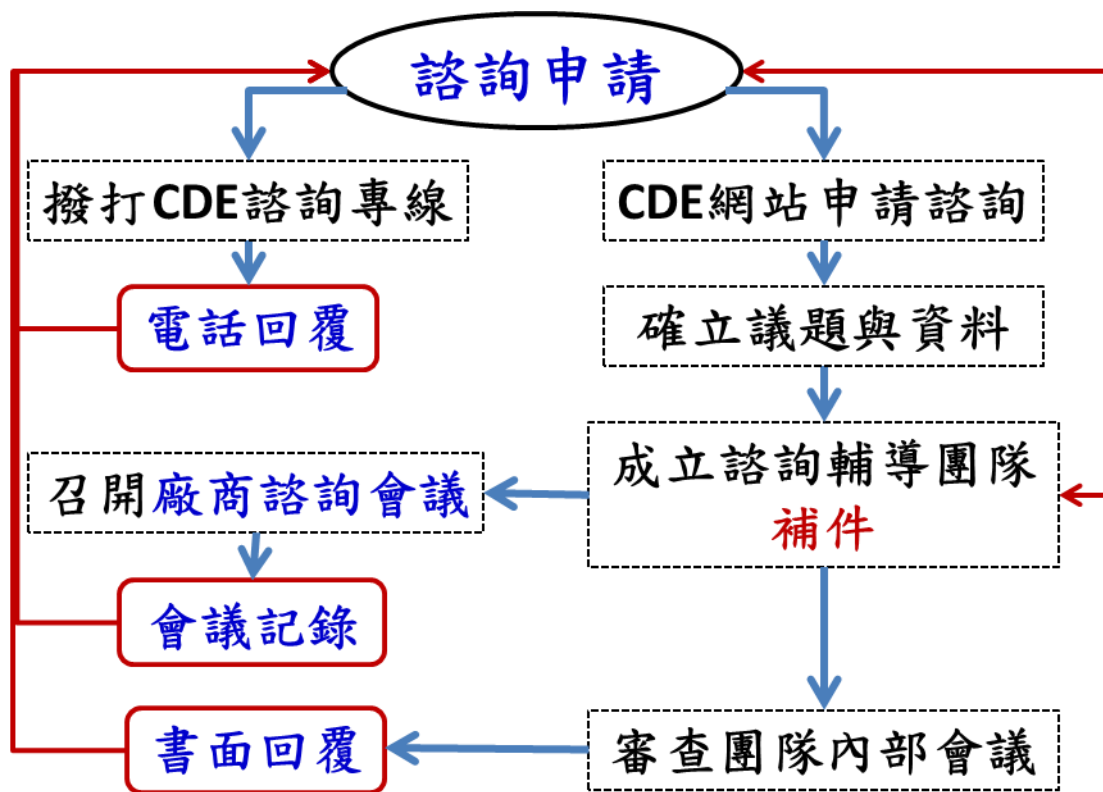 諮詢申請
撥打CDE諮詢專線
CDE網站申請諮詢
電話回覆
確立議題與資料
成立諮詢輔導團隊
補件
召開廠商諮詢會議
會議記錄
書面回覆
審查團隊內部會議